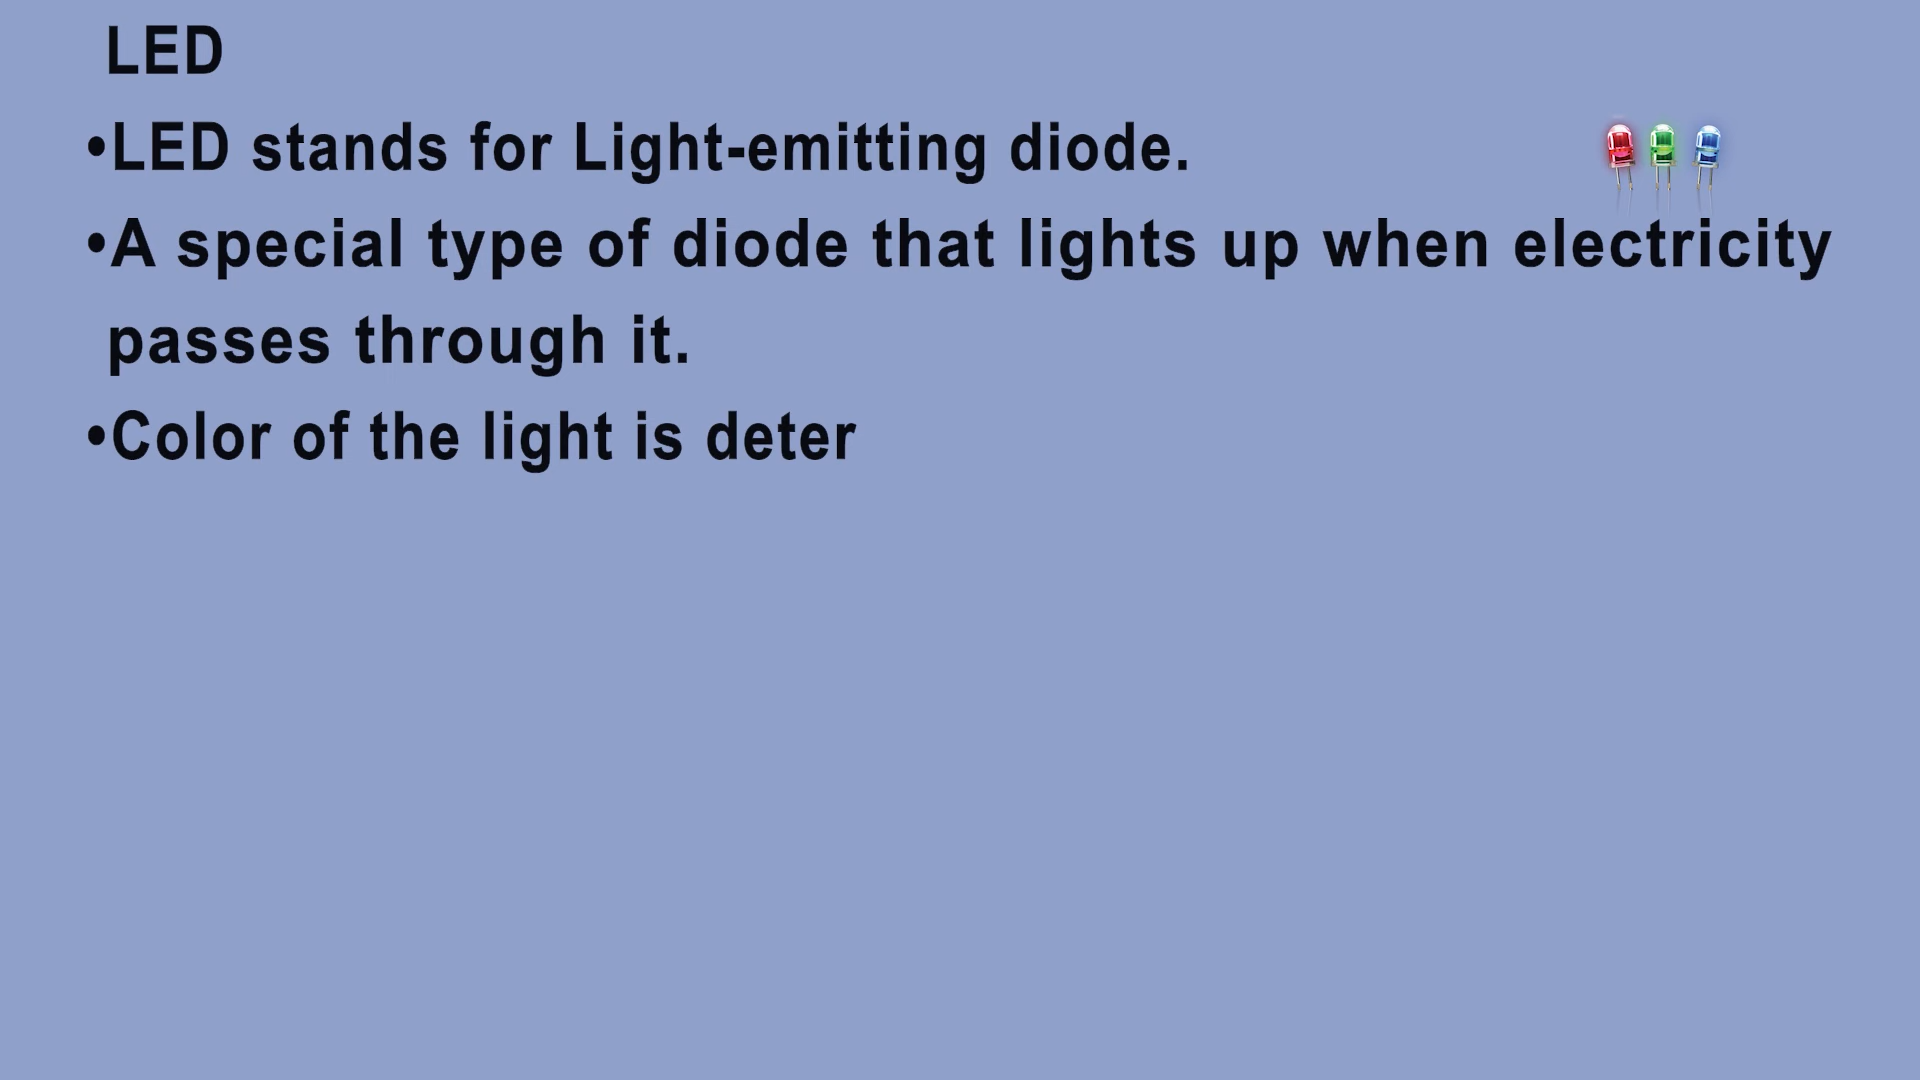 LED
•LED stands for Light-emitting diode.
•A special type of diode that lights up when electricity
passes through it.
•Color of the light is deter